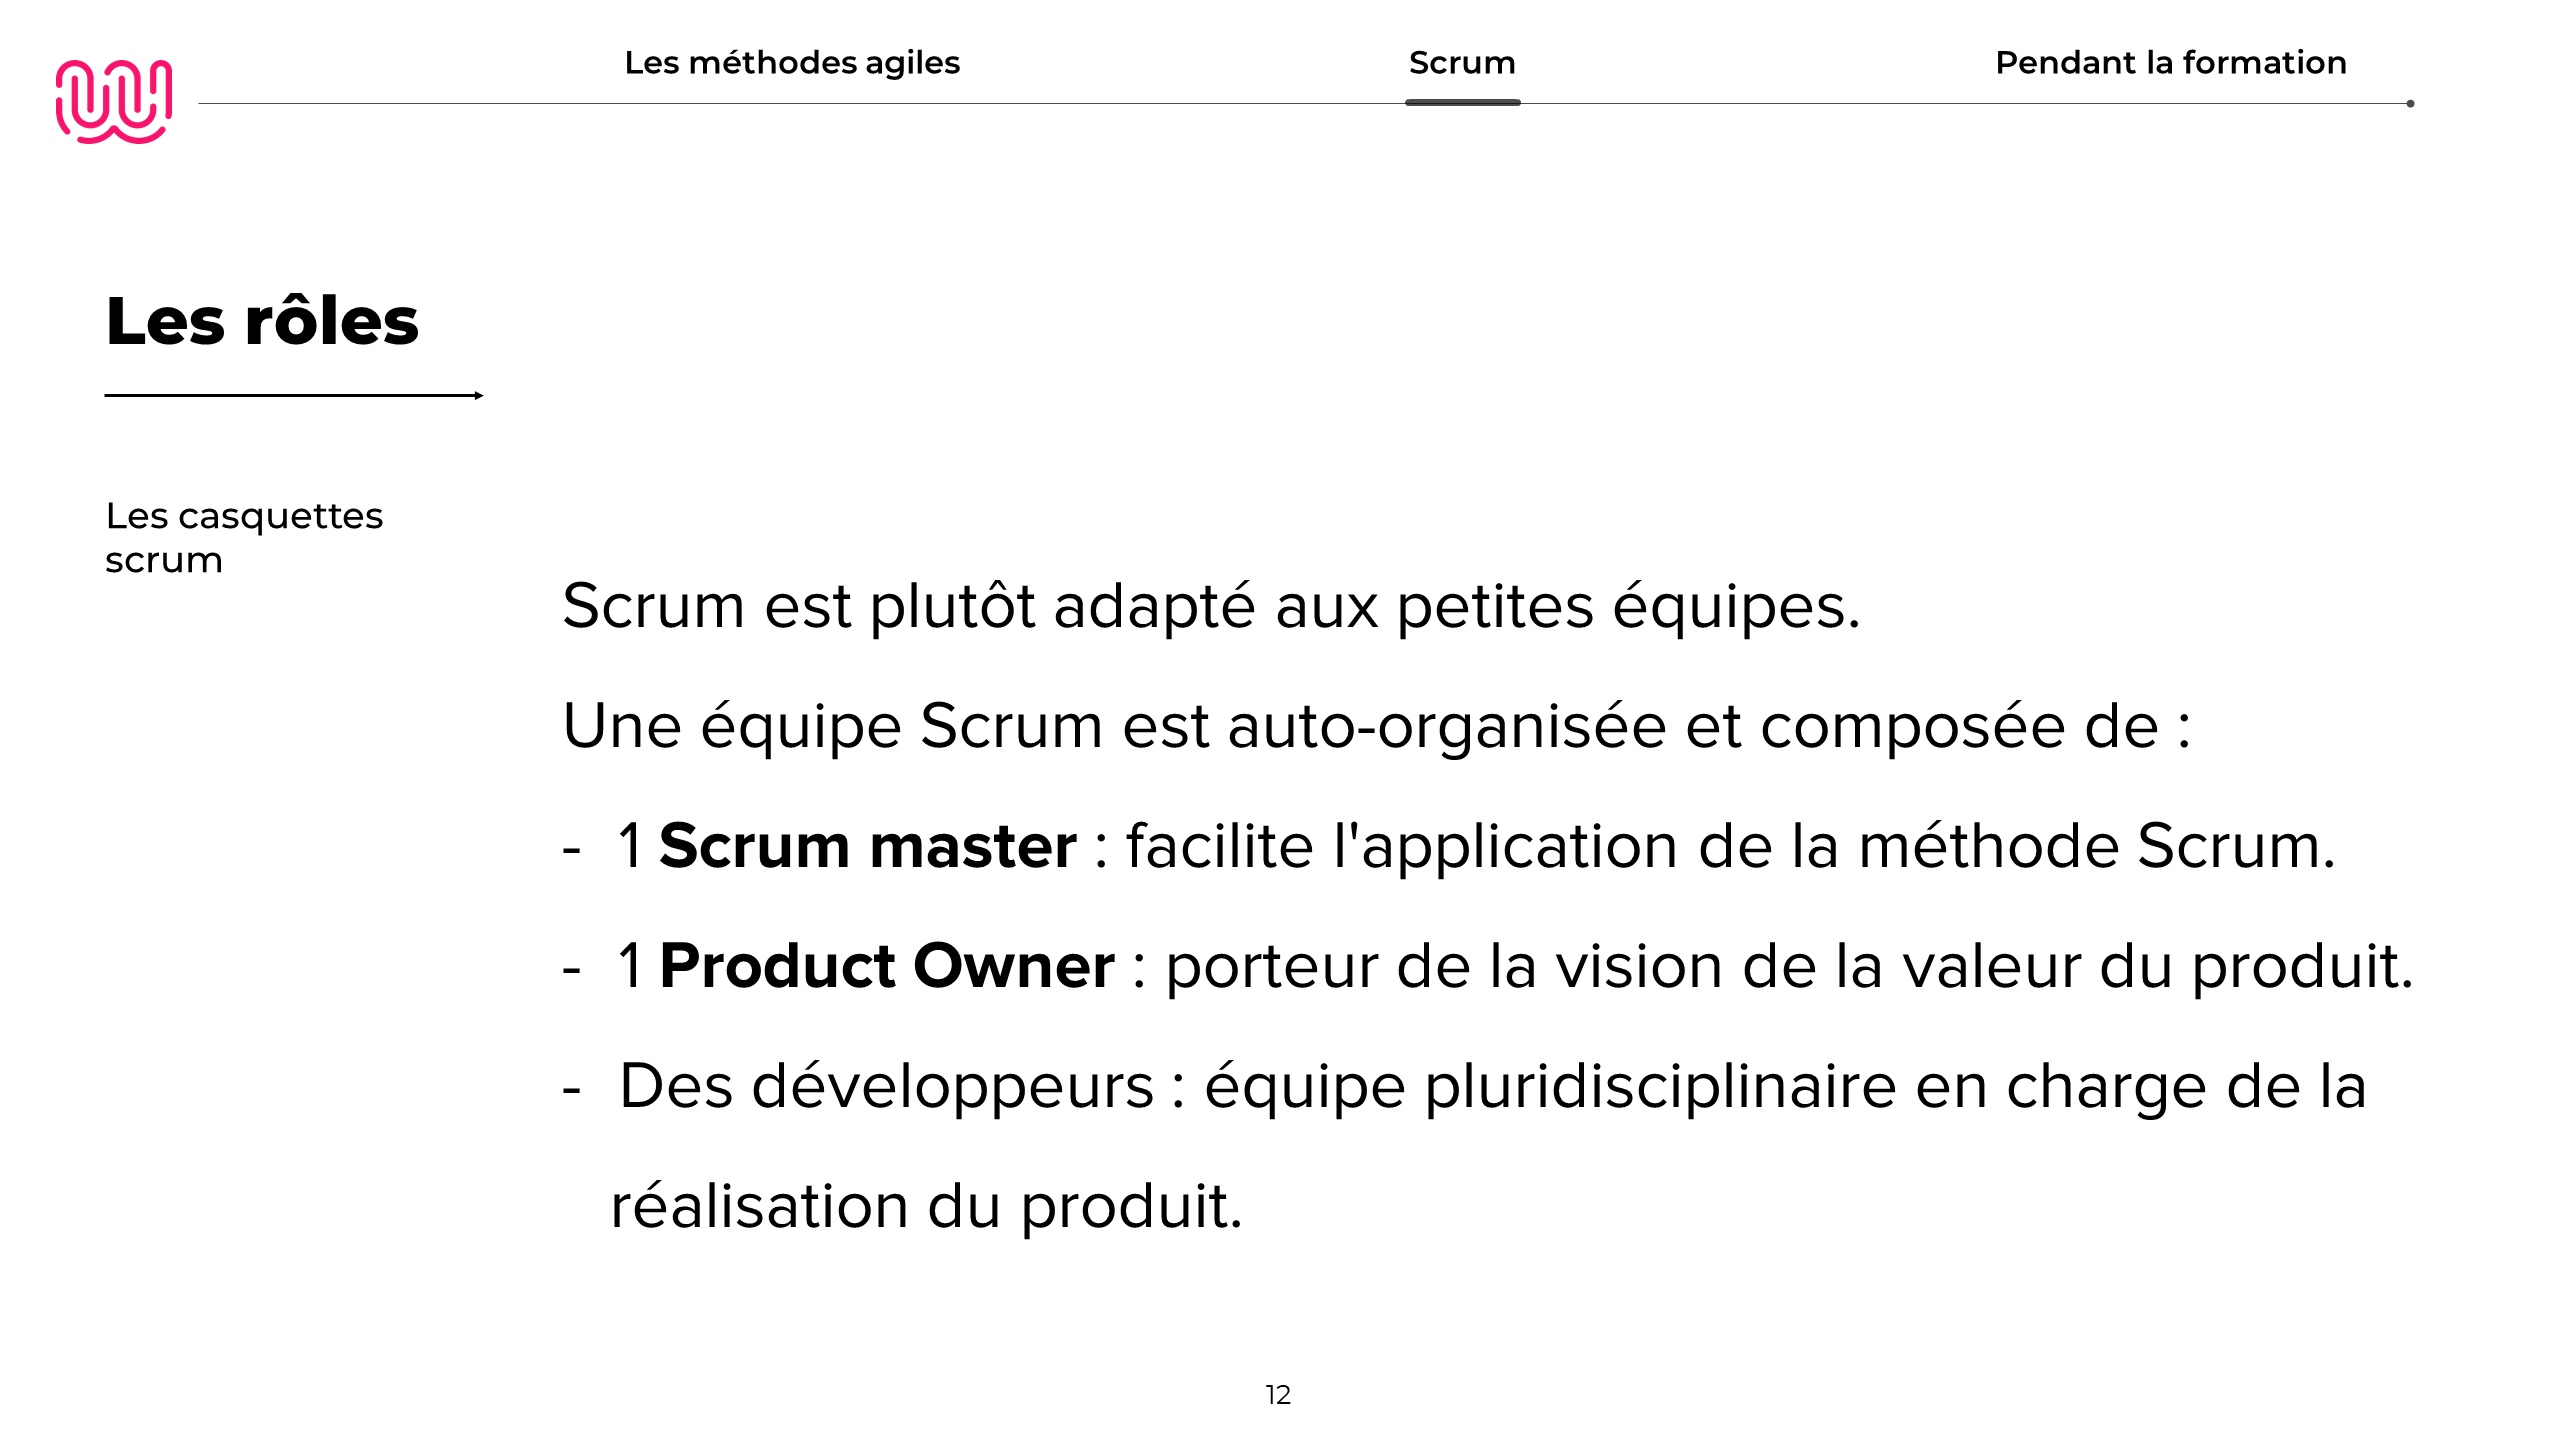 Les méthodes agiles
Scrum
Pendant la formation
Les rôles
Les casquettes
scrum
Scrum est plutôt adapté aux petites équipes.
Une équipe Scrum est auto-organisée et composée de :
- 1 Scrum master : facilite l'application de la méthode Scrum.
- 1 Product Owner : porteur de la vision de la valeur du produit.
- Des développeurs : équipe pluridisciplinaire en charge de la
réalisation du produit.
12